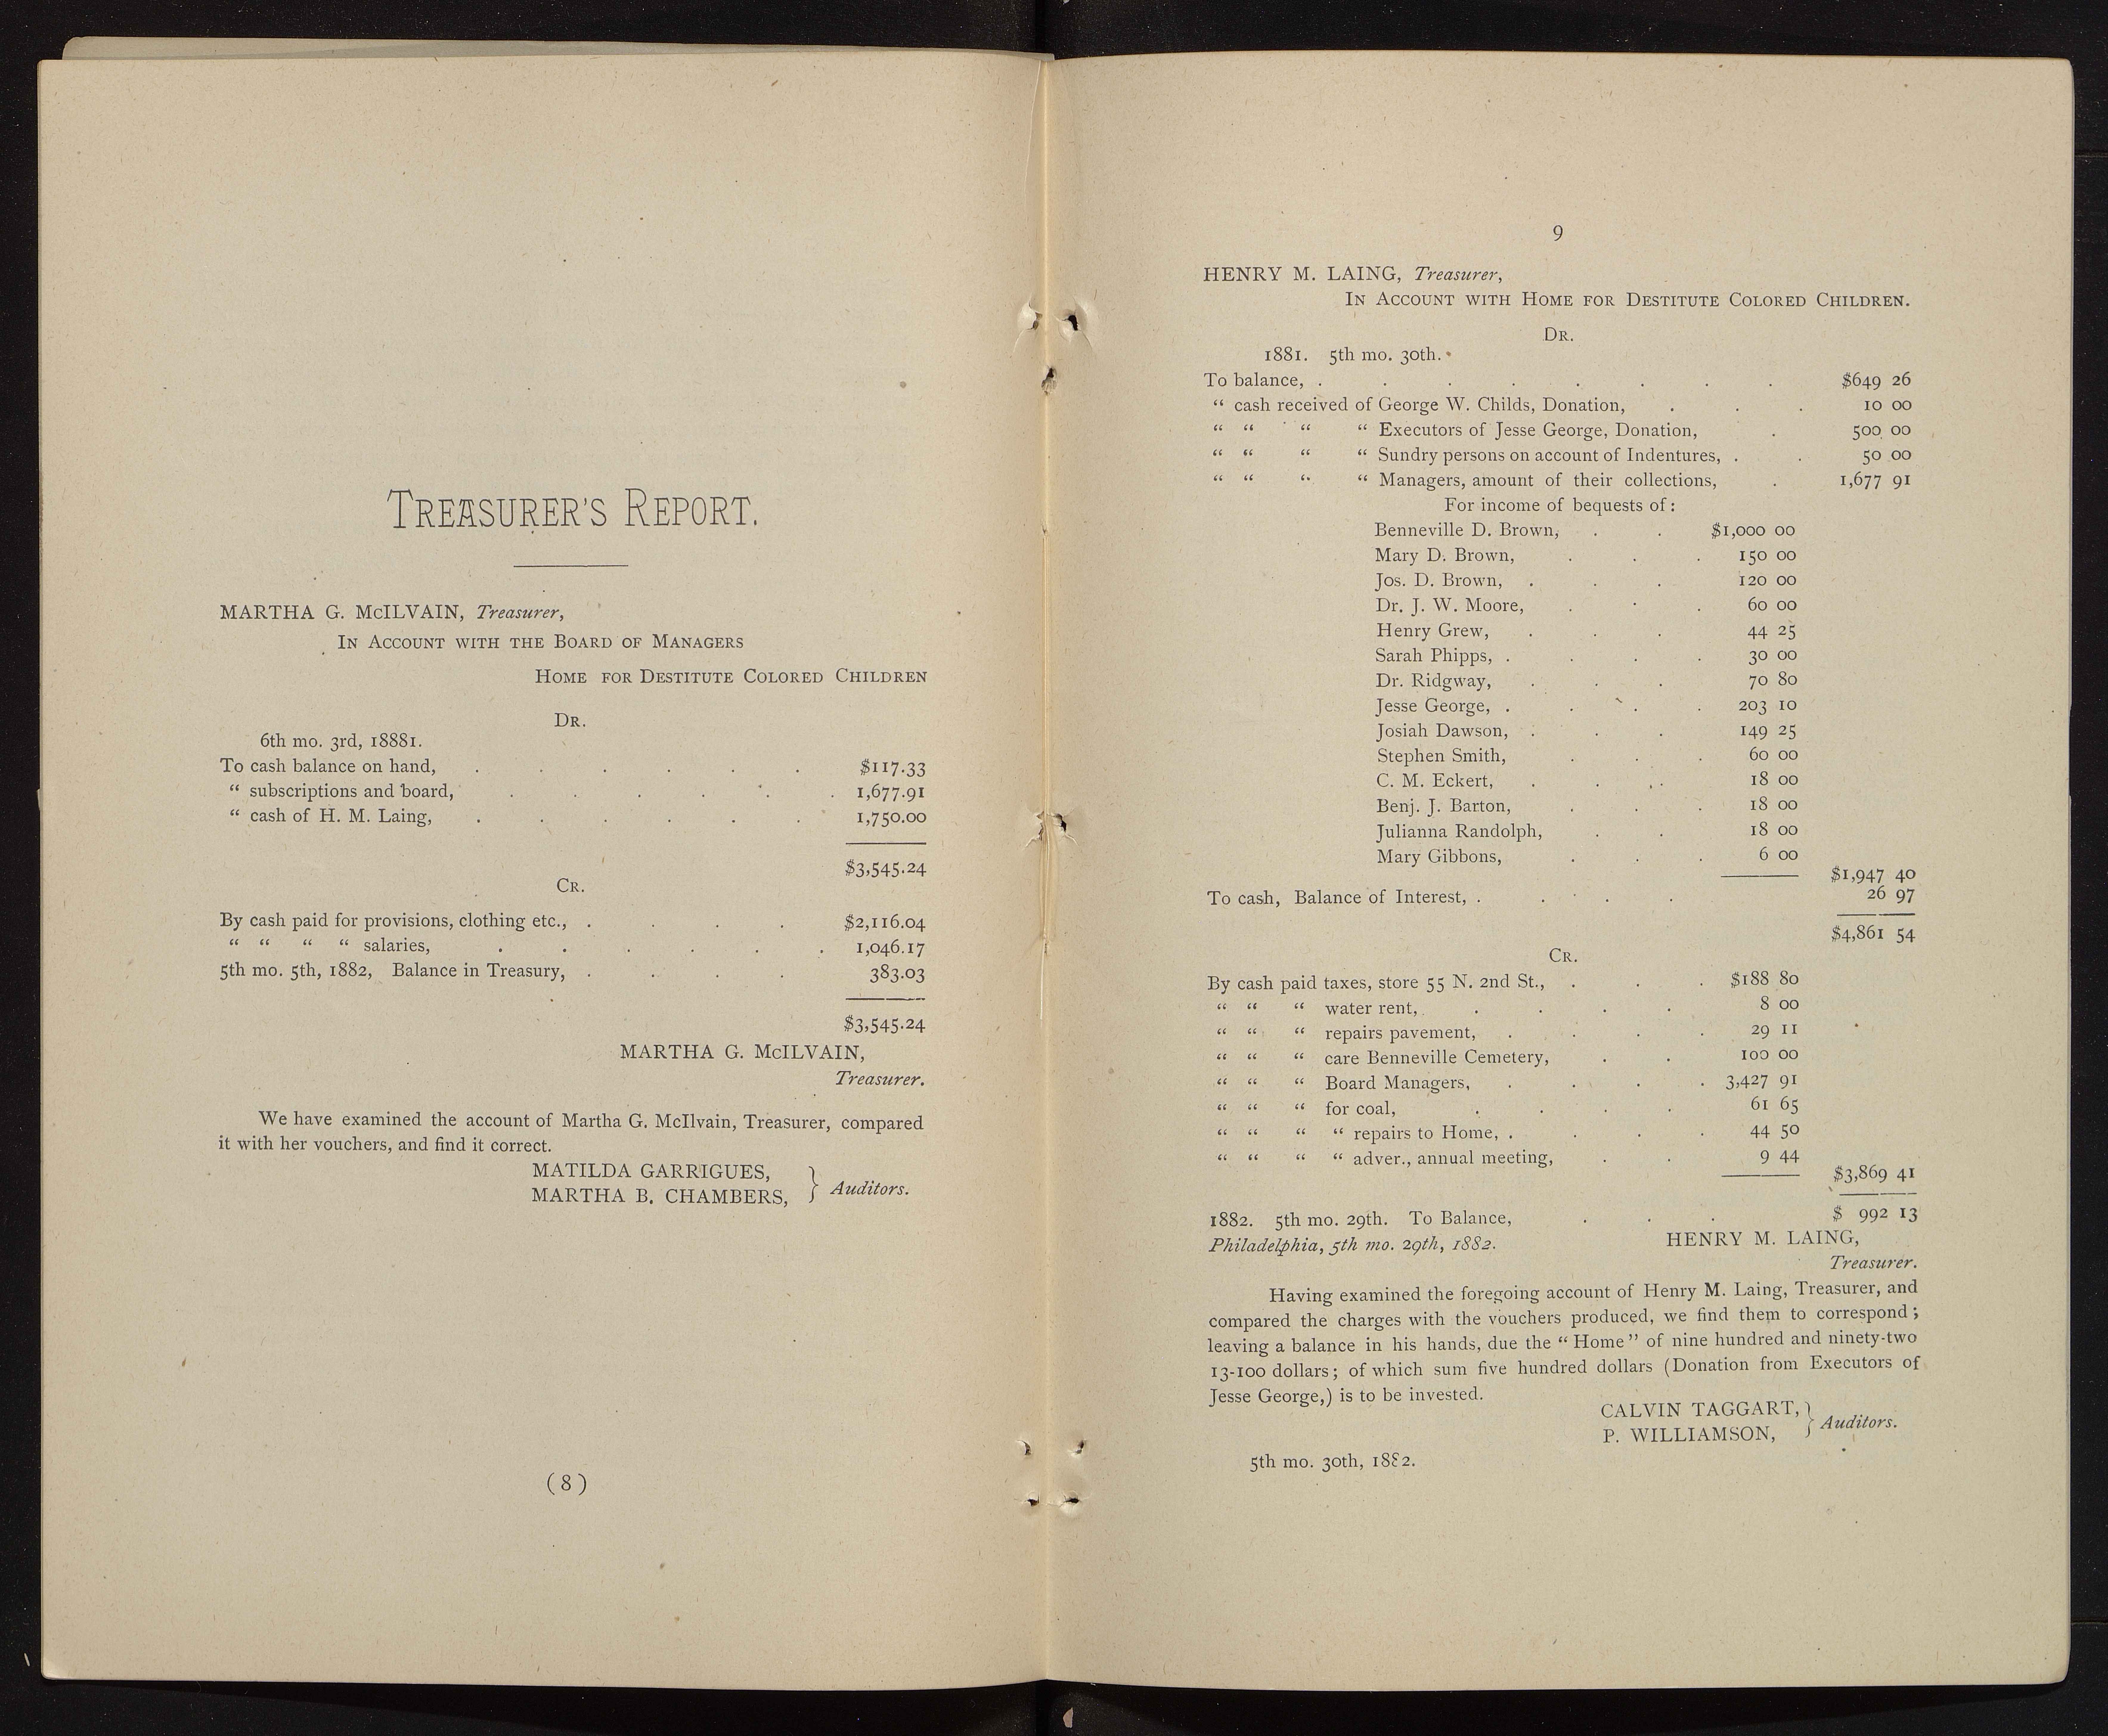 TREASURER'S REPORT.
MARTHA G. McILVAIN, Treasurer,
IN ACCOUNT WITH THE BOARD OF MANAGERS
HOME FOR DESTITUTE COLORED CHILDREN
DR.
6th mo. 3rd, 18881.
To cash balance on hand, . . . . . . $117.33
“ subscriptions and board, . . . . . . 1,677.91
“ cash of H. M. Laing, . . . . . . 1,750.00
$3,545.24
CR.
By cash paid for provisions, clothing etc., . . . . $2,116.04
“ “ “ “ salaries, . . . . . . 1,046.17
5th mo. 5th, 1882, Balance in Treasury, . . . . 383.03
$3,545.24
MARTHA G. McILVAIN,
Treasurer.
We have examined the account of Martha G. McIlvain, Treasurer, compared
it with her vouchers, and find it correct.
MATILDA GARRIGUES,
MARTHA B. CHAMBERS, } Auditors.
(8)
9
HENRY M. LAING, Treasurer,
IN ACCOUNT WITH HOME FOR DESTITUTE COLORED CHILDREN.
DR.
1881. 5th mo. 30th.
To balance, . . . . . . . . $649 26
“ cash received of George W. Childs, Donation, . . . 10 00
“ “ “ “ Executors of Jesse George, Donation, . 500 00
“ “ “ “ Sundry persons on account of Indentures, . . 50 00
“ “ “ “ Managers, amount of their collections, . 1,677 91
For income of bequests of:
Benneville D. Brown, . . $1,000 00
Mary D. Brown, . . . 150 00
Jos. D. Brown, . . . 120 00
Dr. J. W. Moore, . . . 60 00
Henry Grew, . . . 44 25
Sarah Phipps, . . . . 30 00
Dr. Ridgway, . . . 70 80
Jesse George, . . . . 203 10
Josiah Dawson, . . . 149 25
Stephen Smith, . . . 60 00
C. M. Eckert, . . . 18 00
Benj. J. Barton, . . . 18 00
Julianna Randolph, . . 18 00
Mary Gibbons, . . . 6 00
$1,947 40
To cash, Balance of Interest, . . . . 26 97
$4,861 54
CR.
By cash paid taxes, store 55 N. 2nd St., . . . $188 80
“ “ “ water rent, . . . . 8 00
“ “ “ repairs pavement, . . . . 29 11
“ “ “ care Benneville Cemetery, . . 100 00
“ “ “ Board Managers, . . . . 3,427 91
“ “ “ for coal, . . . . 61 65
“ “ “ “ repairs to Home, . . . . 44 50
“ “ “ “ adver., annual meeting, . . 9 44
$3,869 41
1882. 5th mo. 29th. To Balance, . . . $ 992 13
Philadelphia, 5th mo. 29th, 1882. HENRY M. LAING,
Treasurer.
Having examined the foregoing account of Henry M. Laing, Treasurer, and
compared the charges with the vouchers produced, we find them to correspond;
leaving a balance in his hands, due the “Home” of nine hundred and ninety-two
13-100 dollars; of which sum five hundred dollars (Donation from Executors of
Jesse George,) is to be invested.
CALVIN TAGGART,
P. WILLIAMSON, } Auditors.
5th mo. 30th, 1882.